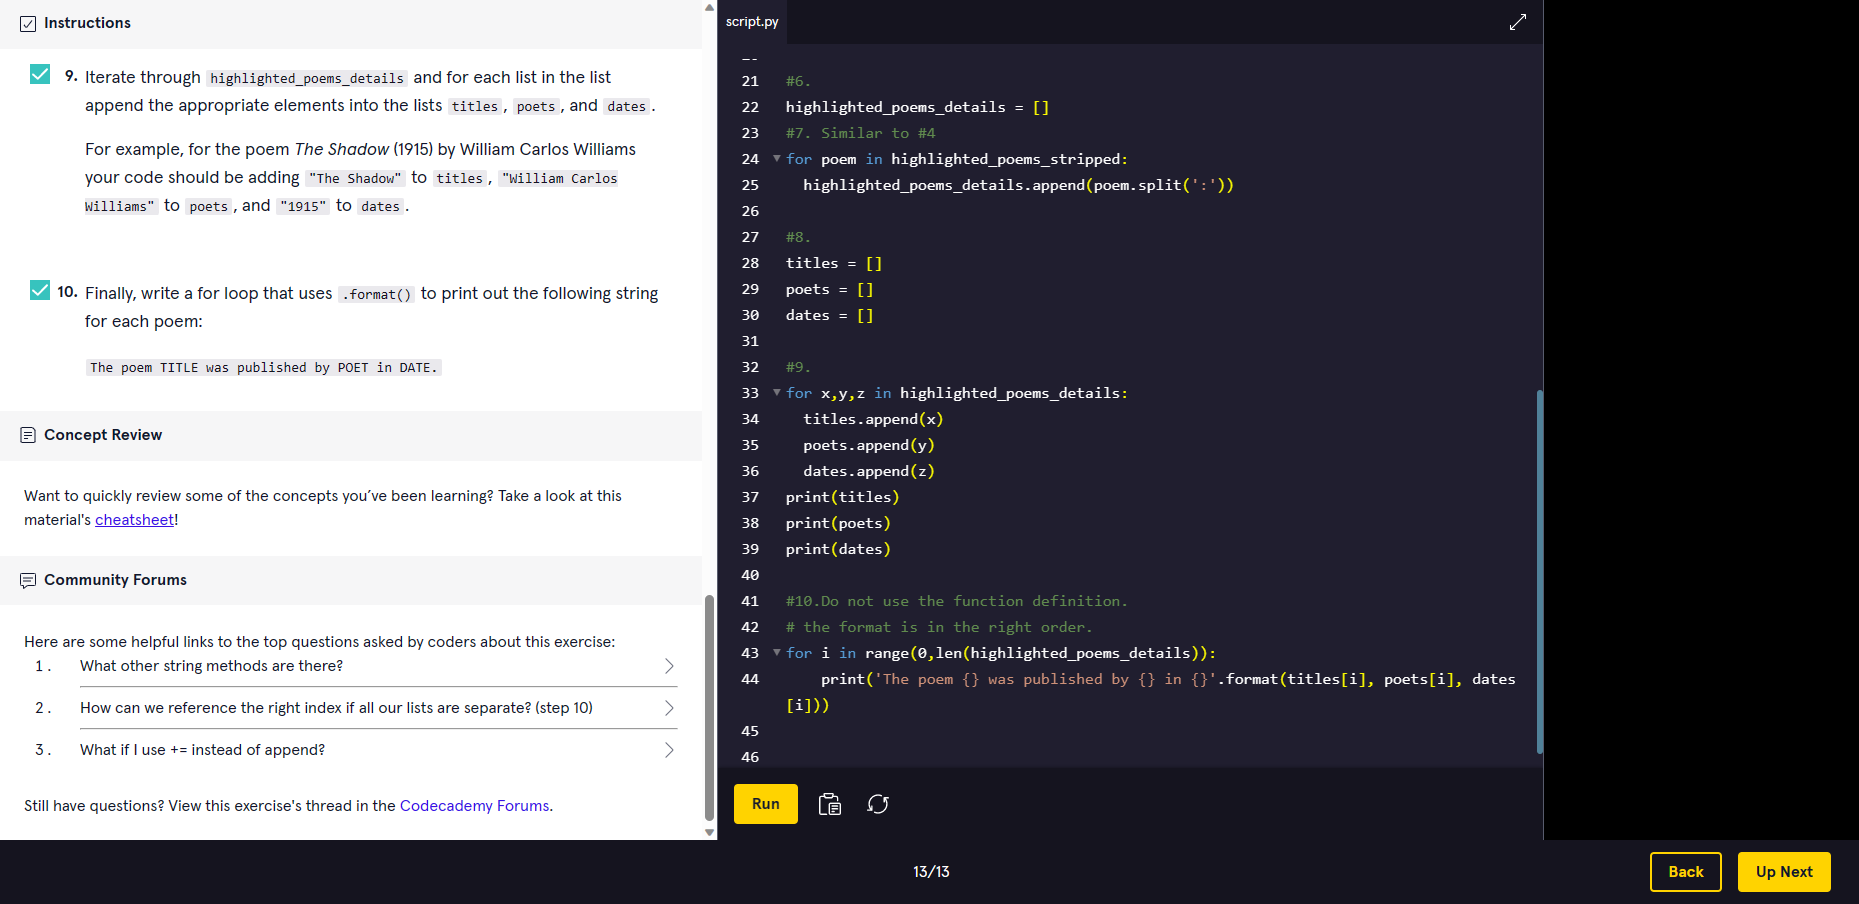 Instructions
9. Iterate through highlighted_poems_details and for each list in the list
append the appropriate elements into the lists titles, poets, and dates.
For example, for the poem The Shadow (1915) by William Carlos Williams
your code should be adding "The Shadow" to titles, "William Carlos
Williams" to poets, and "1915" to dates.
10. Finally, write a for loop that uses .format() to print out the following string
for each poem:
The poem TITLE was published by POET in DATE.
Concept Review
Want to quickly review some of the concepts you've been learning? Take a look at this
material's cheatsheet!
Community Forums
Here are some helpful links to the top questions asked by coders about this exercise:
1. What other string methods are there?
2. How can we reference the right index if all our lists are separate? (step 10)
3. What if I use += instead of append?
Still have questions? View this exercise's thread in the Codecademy Forums.
script.py
21 #6.
22 highlighted_poems_details = []
23 #7. Similar to #4
24 for poem in highlighted_poems_stripped:
25 highlighted_poems_details.append(poem.split(':'))
26
27 #8.
28 titles = []
29 poets = []
30 dates = []
31
32 #9.
33 for x,y,z in highlighted_poems_details:
34 titles.append(x)
35 poets.append(y)
36 dates.append(z)
37 print(titles)
38 print(poets)
39 print(dates)
40
41 #10.Do not use the function definition.
42 # the format is in the right order.
43 for i in range(0,len(highlighted_poems_details)):
44 print('The poem {} was published by {} in {}'.format(titles[i], poets[i], dates
[i]))
45
46
Run
13/13
Back
Up Next